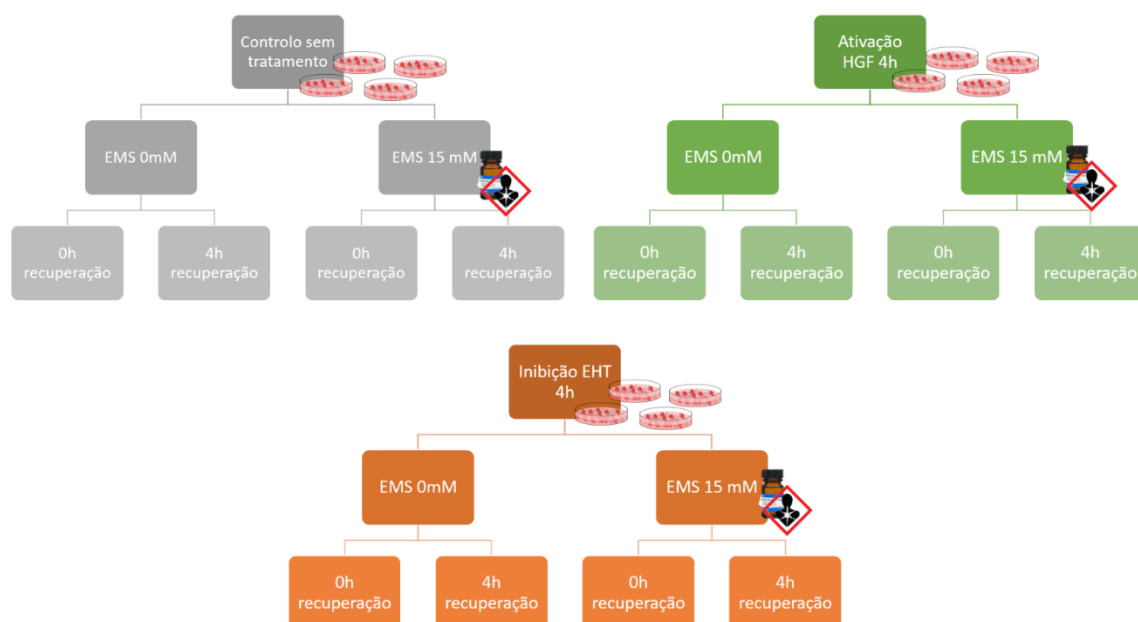 Controlo sem
tratamento
EMS 0mM
EMS 15 mM
0h
recuperação
4h
recuperação
0h
recuperação
4h
recuperação
Ativação
HGF 4h
EMS 0mM
EMS 15 mM
0h
recuperação
4h
recuperação
0h
recuperação
4h
recuperação
Inibição EHT
4h
EMS 0mM
EMS 15 mM
0h
recuperação
4h
recuperação
0h
recuperação
4h
recuperação